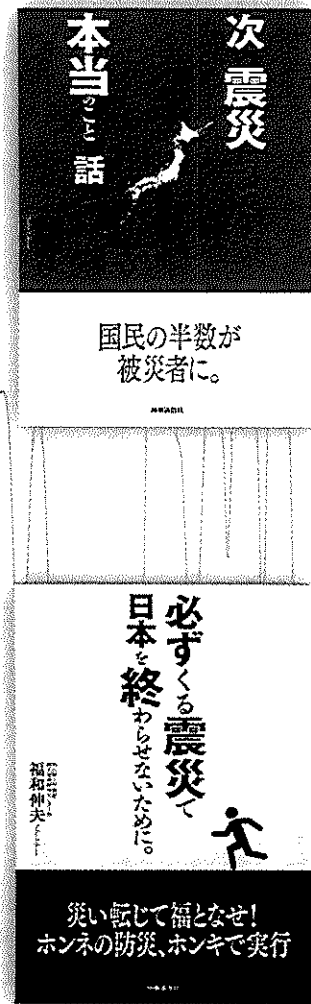 次 震災
本当のこと 話
国民の半数が
被災者に。
必ずくる震災で
日本を終わらせないために。
福和伸夫
災い転じて福となせ!
ホンネの防災、ホンキで実行